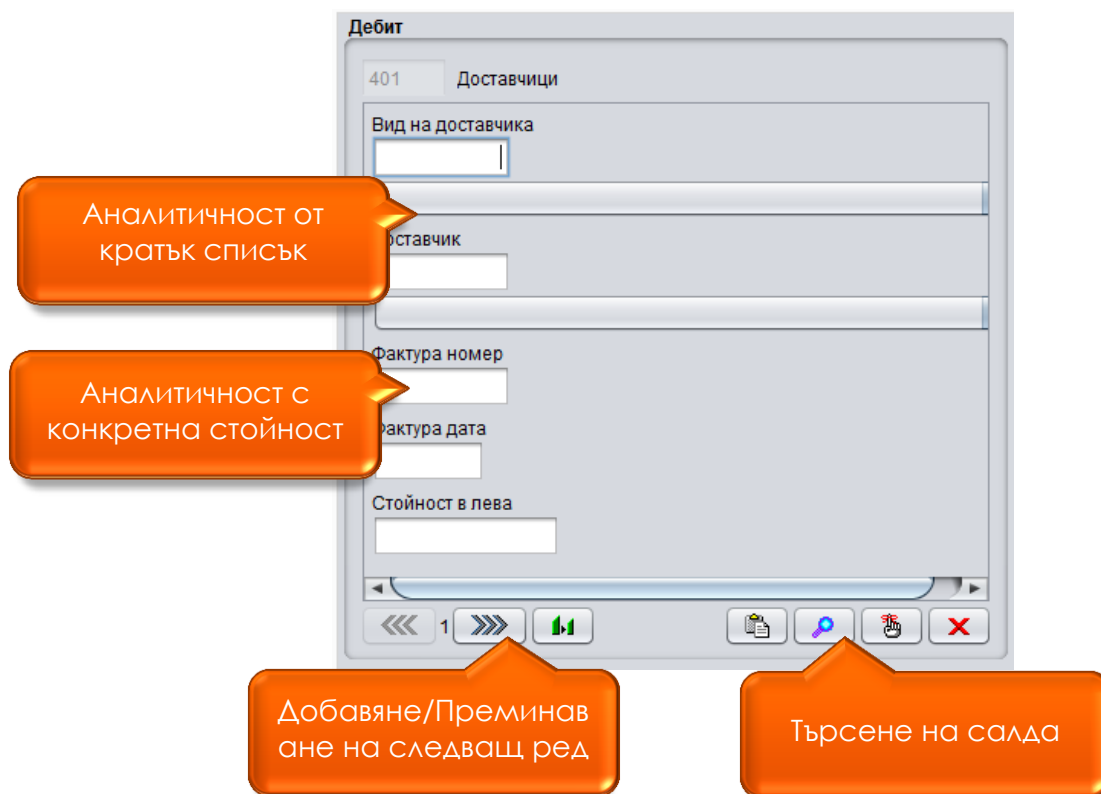 Дебит
401 Доставчици
Вид на доставчика
Аналитичност от
кратък списък
оставчик
Фактура номер
Аналитичност с
конкретна стойност
актура дата
Стойност в лева
1
Добавяне/Преминав
ане на следващ ред
Търсене на салда